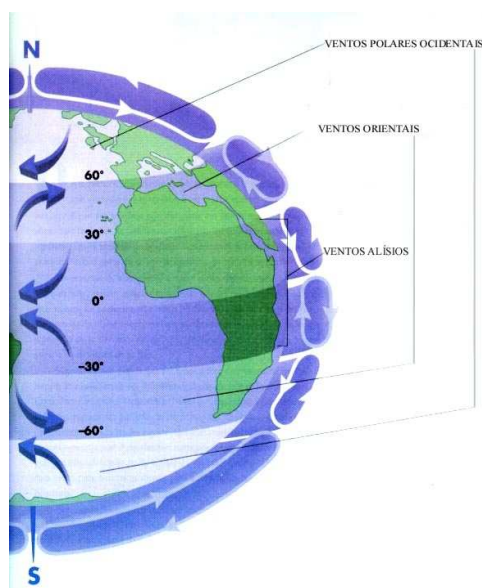 N
VENTOS POLARES OCIDENTAIS
VENTOS ORIENTAIS
60°
30°
VENTOS ALÍSIOS
0°
–30°
–60°
S